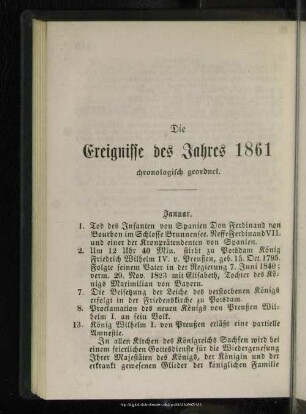 Die
Ereignisse des Jahres 1861
chronologisch geordnet.
Januar.
1. Tod des Infanten von Spanien Don Ferdinand von
Bourbon im Schlosse Brunnensee. Neffe Ferdinand VII.
und einer der Kronprätendenten von Spanien.
2. Um 12 Uhr 40 Min. stirbt zu Potsdam König
Friedrich Wilhelm IV. v. Preußen, geb. 15. Oct. 1795.
Folgte seinem Vater in der Regierung 7. Juni 1840;
verm. 29. Nov. 1823 mit Elisabeth, Tochter des Kö-
nigs Maximilian von Bayern.
7. Die Beisetzung der Leiche des verstorbenen Königs
erfolgt in der Friedenskirche zu Potsdam.
8. Proclamation des neuen Königs von Preußen Wil-
helm I. an sein Volk.
13. König Wilhelm I. von Preußen erläßt eine partielle
Amnestie.
In allen Kirchen des Königreichs Sachsen wird bei
einem feierlichen Gottesdienste für die Wiedergenesung
Ihrer Majestäten des Königs, der Königin und der
erkrankt gewesenen Glieder der königlichen Familie